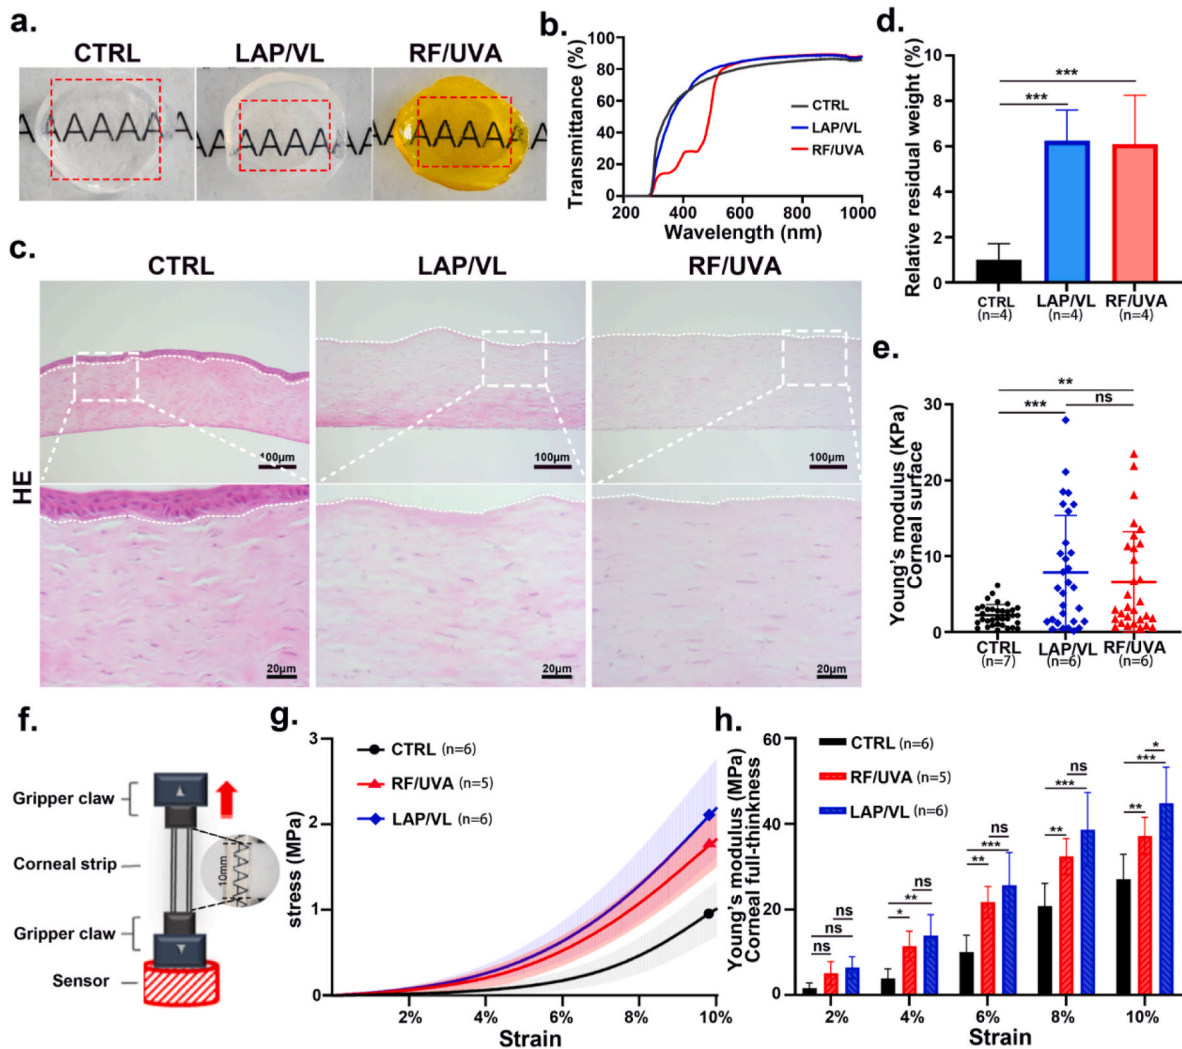 a.
CTRL LAP/VL RF/UVA
AAAAA A
AA AAAA A
A AAAA A
b.
Transmittance (%)
100
80
60
40
20
0
200 400 600 800 1000
Wavelength (nm)
CTRL
LAP/VL
RF/UVA
c.
CTRL LAP/VL RF/UVA
HE
100μm 100μm 100μm
20μm 20μm 20μm
d.
Relative residual weight (%)
10
8
6
4
2
0
***
***
CTRL LAP/VL RF/UVA
(n=4) (n=4) (n=4)
e.
Young's modulus (KPa)
Corneal surface
30
20
10
0
**
*** ns
CTRL LAP/VL RF/UVA
(n=7) (n=6) (n=6)
f.
Gripper claw
Corneal strip
10mm
AAAA
Gripper claw
Sensor
g.
stress (MPa)
3
2
1
0
CTRL (n=6)
RF/UVA (n=5)
LAP/VL (n=6)
2% 4% 6% 8% 10%
Strain
h.
Young's modulus (MPa)
Corneal full-thinkness
60
40
20
0
CTRL (n=6)
RF/UVA (n=5)
LAP/VL (n=6)
ns
ns
ns
ns
**
*
ns
***
**
ns
***
**
*
***
**
2% 4% 6% 8% 10%
Strain